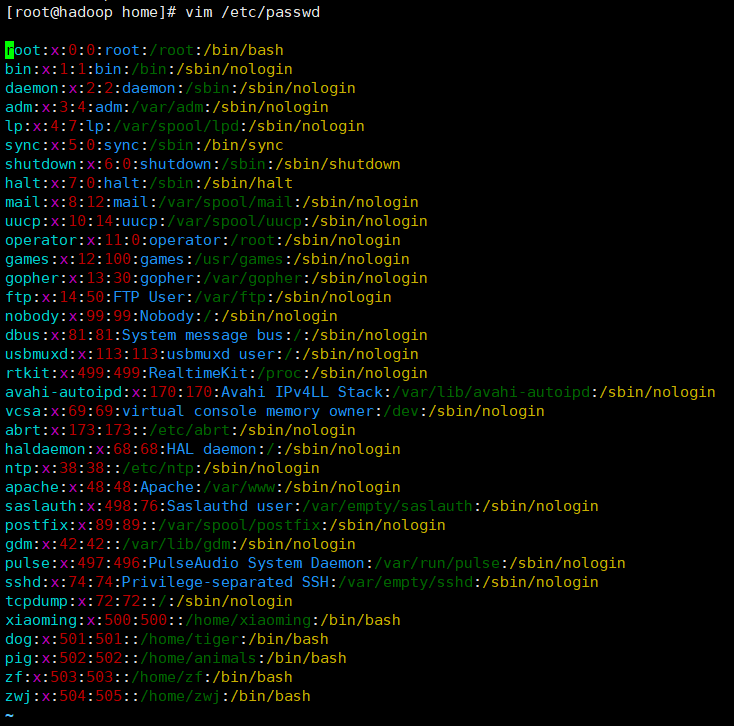 [root@hadoop home]# vim /etc/passwd
root:x:0:0:root:/root:/bin/bash
bin:x:1:1:bin:/bin:/sbin/nologin
daemon:x:2:2:daemon:/sbin:/sbin/nologin
adm:x:3:4:adm:/var/adm:/sbin/nologin
lp:x:4:7:lp:/var/spool/lpd:/sbin/nologin
sync:x:5:0:sync:/sbin:/bin/sync
shutdown:x:6:0:shutdown:/sbin:/sbin/shutdown
halt:x:7:0:halt:/sbin:/sbin/halt
mail:x:8:12:mail:/var/spool/mail:/sbin/nologin
uucp:x:10:14:uucp:/var/spool/uucp:/sbin/nologin
operator:x:11:0:operator:/root:/sbin/nologin
games:x:12:100:games:/usr/games:/sbin/nologin
gopher:x:13:30:gopher:/var/gopher:/sbin/nologin
ftp:x:14:50:FTP User:/var/ftp:/sbin/nologin
nobody:x:99:99:Nobody:/:/sbin/nologin
dbus:x:81:81:System message bus:/:/sbin/nologin
usbmuxd:x:113:113:usbmuxd user:/:/sbin/nologin
rtkit:x:499:499:RealtimeKit:/proc:/sbin/nologin
avahi-autoipd:x:170:170:Avahi IPv4LL Stack:/var/lib/avahi-autoipd:/sbin/nologin
vcsa:x:69:69:virtual console memory owner:/dev:/sbin/nologin
abrt:x:173:173::/etc/abrt:/sbin/nologin
haldaemon:x:68:68:HAL daemon:/:/sbin/nologin
ntp:x:38:38::/etc/ntp:/sbin/nologin
apache:x:48:48:Apache:/var/www:/sbin/nologin
saslauth:x:498:76:Saslauthd user:/var/empty/saslauth:/sbin/nologin
postfix:x:89:89::/var/spool/postfix:/sbin/nologin
gdm:x:42:42::/var/lib/gdm:/sbin/nologin
pulse:x:497:496:PulseAudio System Daemon:/var/run/pulse:/sbin/nologin
sshd:x:74:74:Privilege-separated SSH:/var/empty/sshd:/sbin/nologin
tcpdump:x:72:72::/:/sbin/nologin
xiaoming:x:500:500::/home/xiaoming:/bin/bash
dog:x:501:501::/home/tiger:/bin/bash
pig:x:502:502::/home/animals:/bin/bash
zf:x:503:503::/home/zf:/bin/bash
zwj:x:504:505::/home/zwj:/bin/bash
~